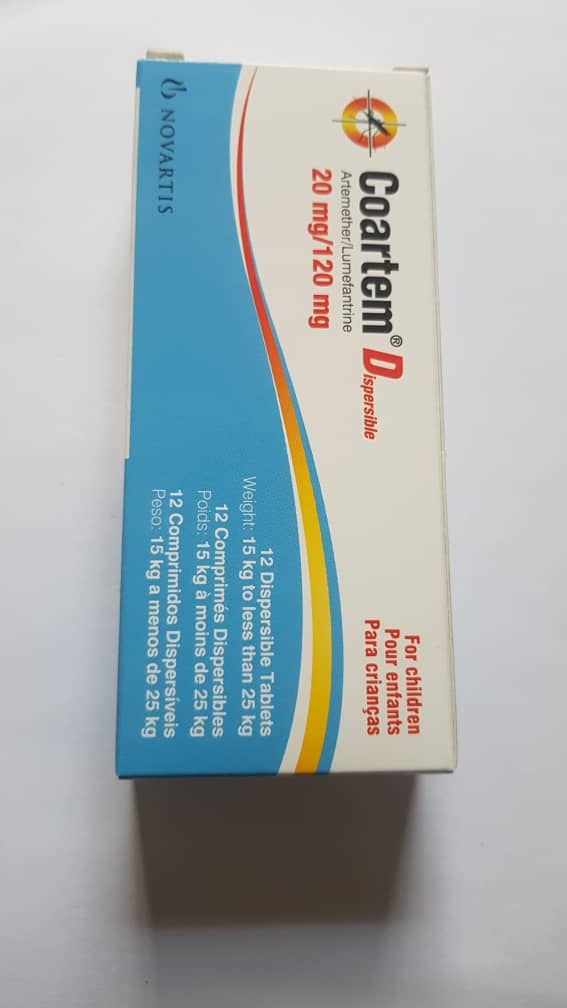 Coartem® Dispersible
Artemether/Lumefantrine
20 mg/120 mg
For children
Pour enfants
Para crianças
NOVARTIS
12 Dispersible Tablets
Weight: 15 kg to less than 25 kg
12 Comprimés Dispersibles
Poids: 15 kg à moins de 25 kg
12 Comprimidos Dispersíveis
Peso: 15 kg a menos de 25 kg